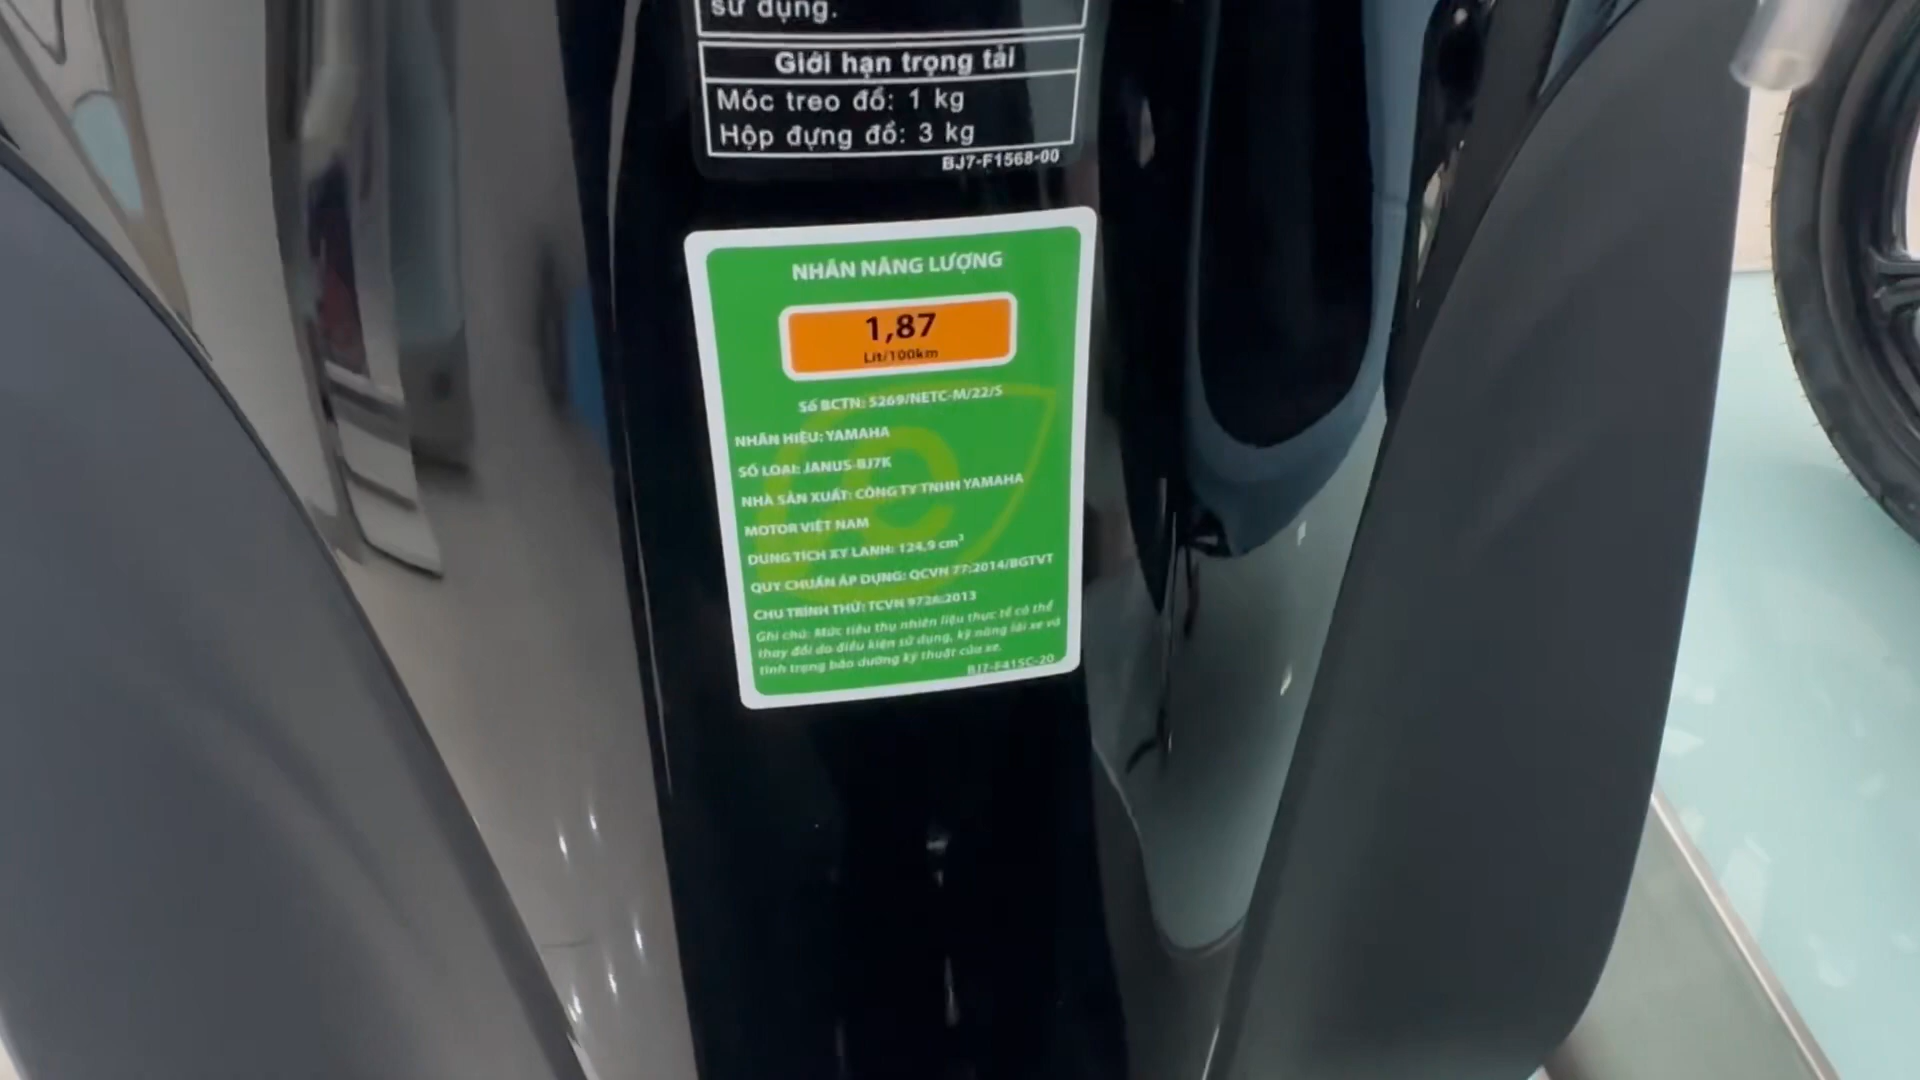 sử dụng.
Giới hạn trọng tải
Móc treo đồ: 1 kg
Hộp đựng đồ: 3 kg
BJ7-F1568-00
NHÃN NĂNG LƯỢNG
1,87
Lít/100km
Số BCTN: 5269/NETC-M/22/S
NHÃN HIỆU: YAMAHA
SỐ LOẠI: JANUS-BJ7K
NHÀ SẢN XUẤT: CÔNG TY TNHH YAMAHA
MOTOR VIỆT NAM
DUNG TÍCH XY LANH: 124,9 cm³
QUY CHUẨN ÁP DỤNG: QCVN 77:2014/BGTVT
CHU TRÌNH THỬ: TCVN 9726:2013
Ghi chú: Mức tiêu thụ nhiên liệu thực tế có thể
thay đổi do điều kiện sử dụng, kỹ năng lái xe và
tình trạng bảo dưỡng kỹ thuật của xe.
BJ7-F415C-20